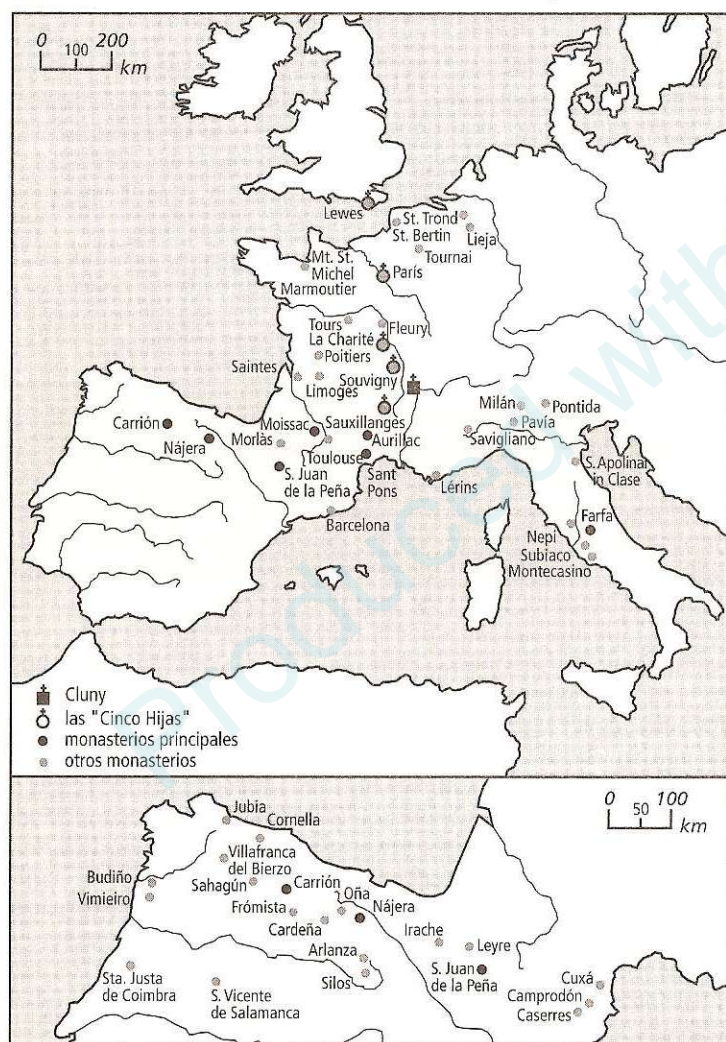 0 200
100 km
Lewes
St. Trond
St. Bertin
Lieja
Tournai
Mt. St.
Michel
Marmoutier
París
Tours
Fleury
La Charité
Poitiers
Saintes
Souvigny
Limoges
Milán
Pontida
Pavía
Savigliano
Carrión
Nájera
Moissac
Sauxillanges
Morlàs
Aurillac
Toulouse
S. Juan
de la Peña
Sant
Pons
Lérins
S. Apolinar
in Clase
Barcelona
Farfa
Nepi
Subiaco
Montecasino
Cluny
las "Cinco Hijas"
monasterios principales
otros monasterios
Produced with
Jubia
Cornella
0 100
50 km
Villafranca
del Bierzo
Budiño
Vimieiro
Sahagún
Carrión
Oña
Frómista
Nájera
Cardeña
Irache
Leyre
Arlanza
S. Juan
de la Peña
Silos
Sta. Justa
de Coimbra
S. Vicente
de Salamanca
Cuxá
Camprodón
Caserres